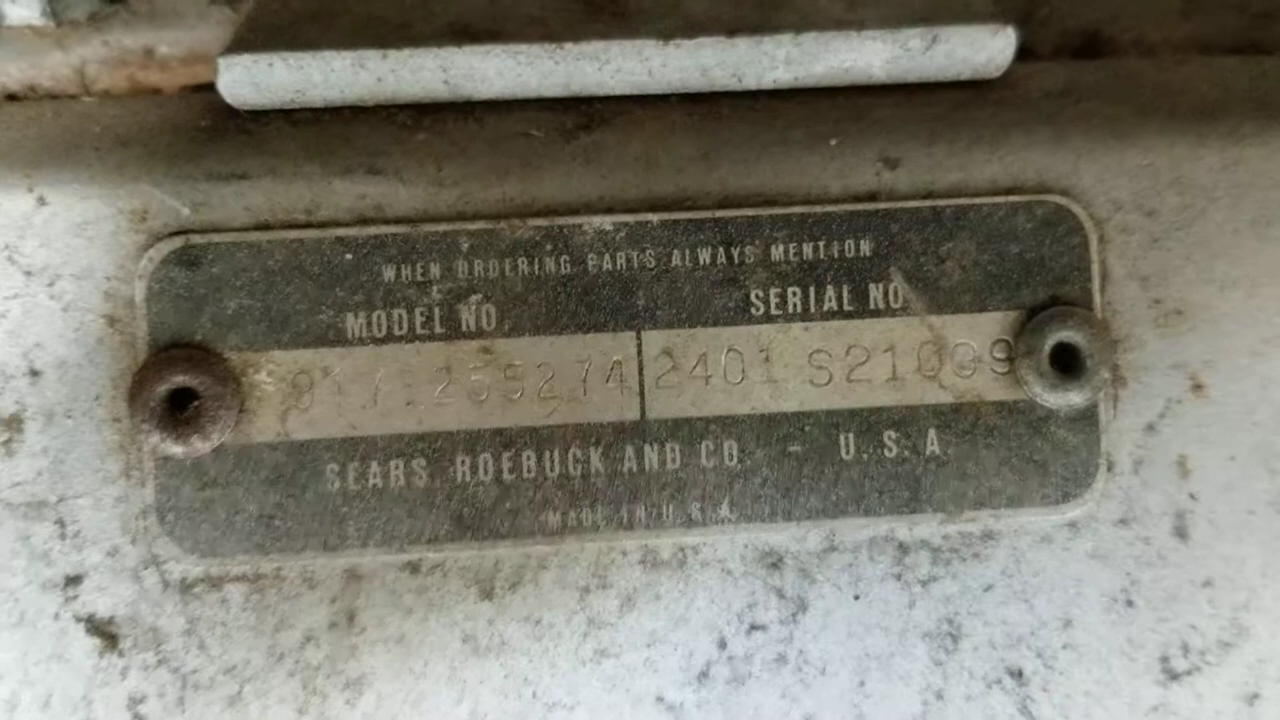 WHEN ORDERING PARTS ALWAYS MENTION
MODEL NO. SERIAL NO.
917.255274 2401 S21009
SEARS, ROEBUCK AND CO. - U.S.A.
MADE IN U.S.A.